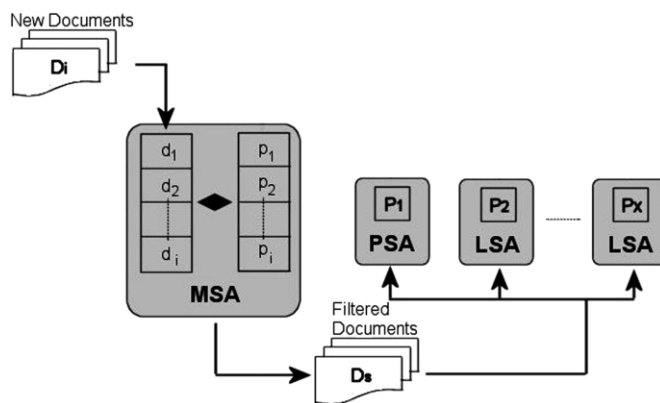 New Documents
Di
d1
d2
di
p1
p2
pi
MSA
P1
PSA
P2
LSA
Px
LSA
Filtered
Documents
Ds